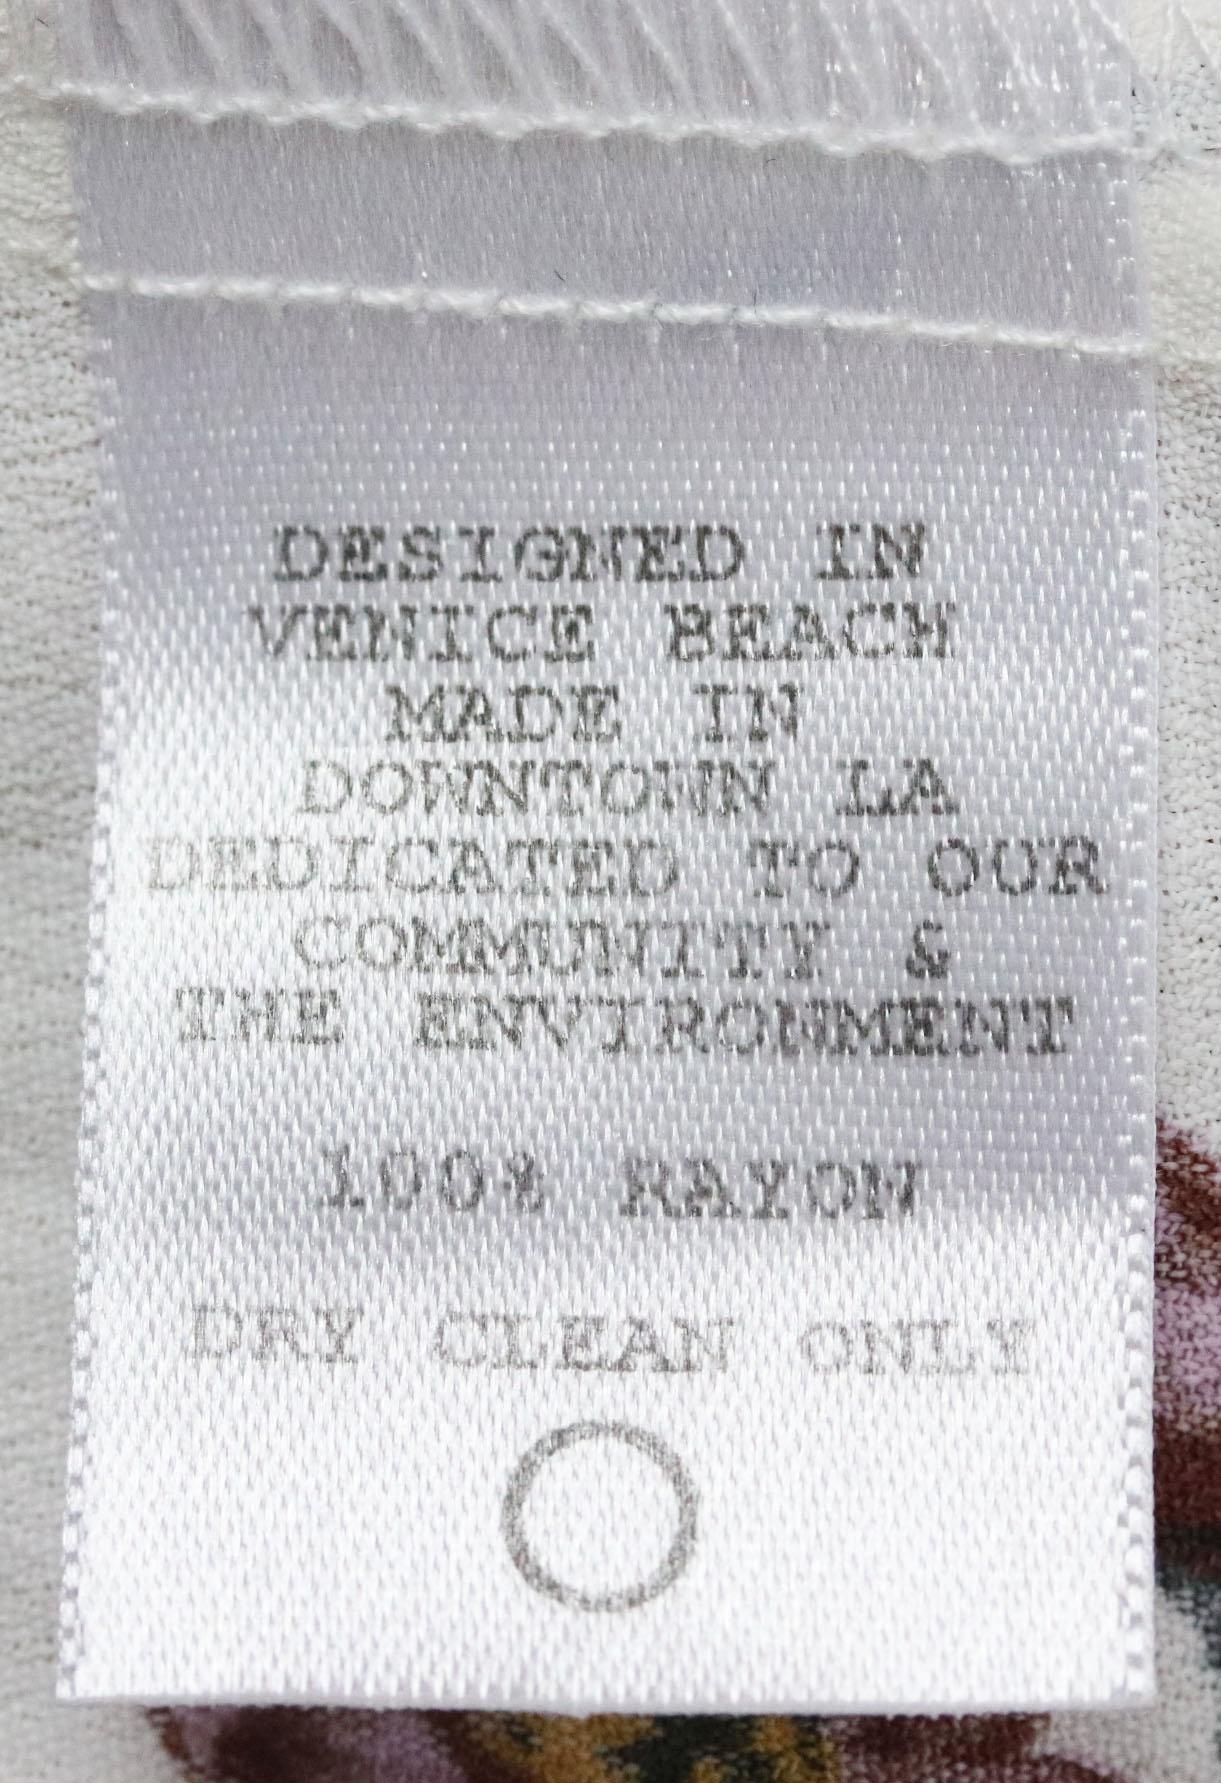 DESIGNED IN
VENICE BEACH
MADE IN
DOWNTOWN LA
DEDICATED TO OUR
COMMUNITY &
THE ENVIRONMENT
100% RAYON
DRY CLEAN ONLY